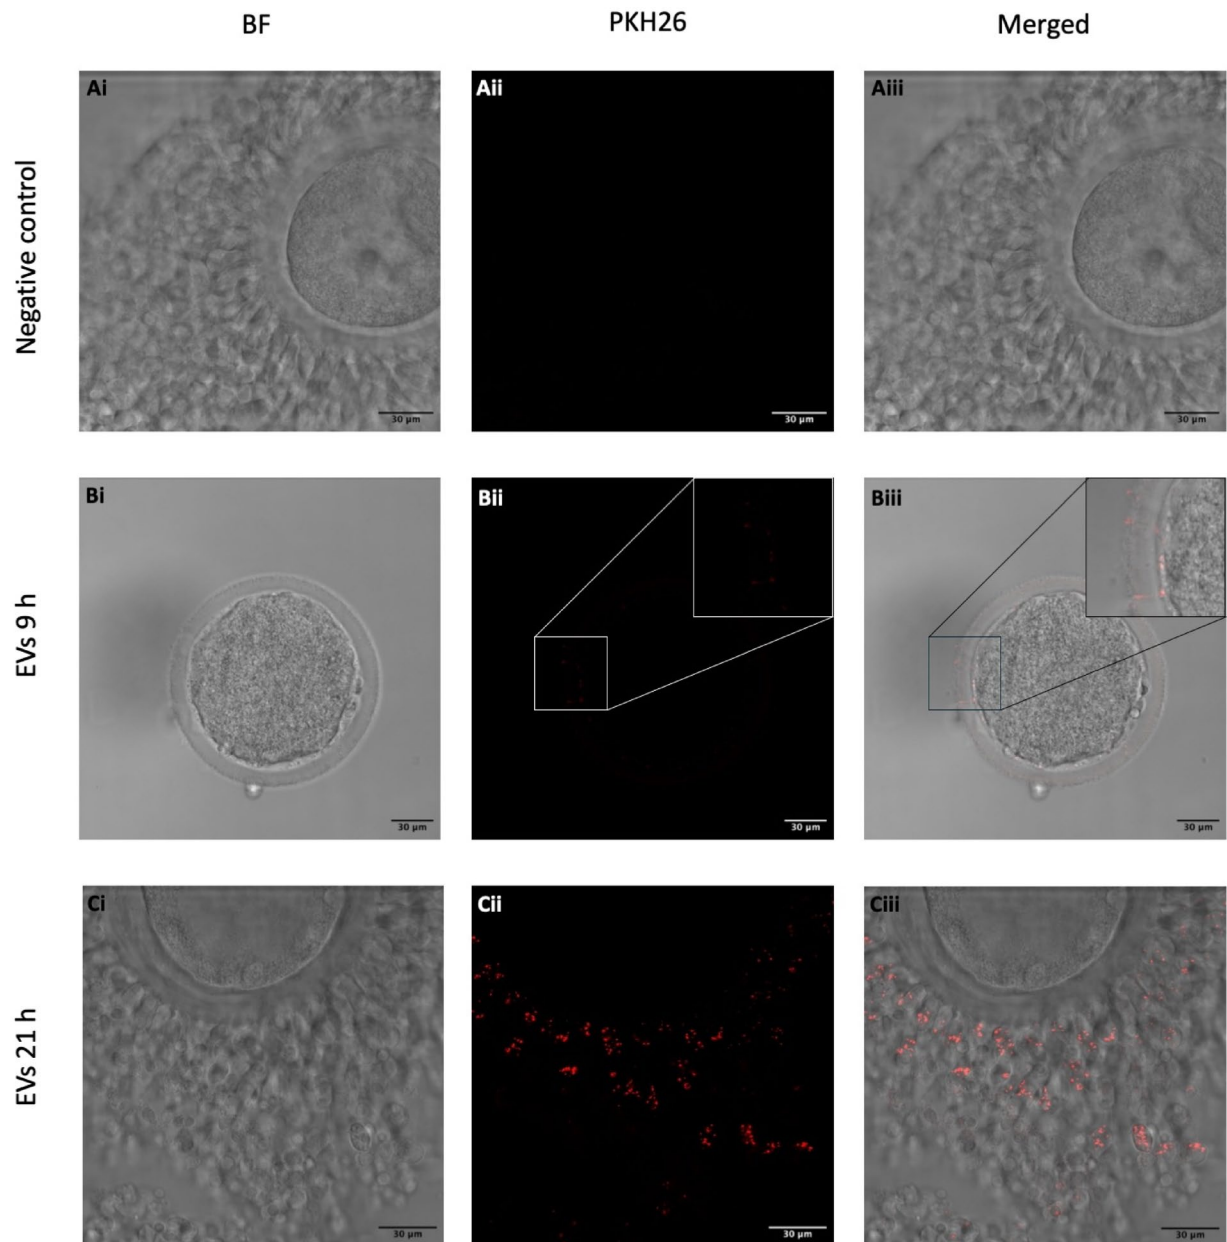 BF
PKH26
Merged
Negative control
Ai
Aii
Aiii
30 µm
30 µm
30 µm
EVs 9 h
Bi
Bii
Biii
30 µm
30 µm
30 µm
EVs 21 h
Ci
Cii
Ciii
30 µm
30 µm
30 µm